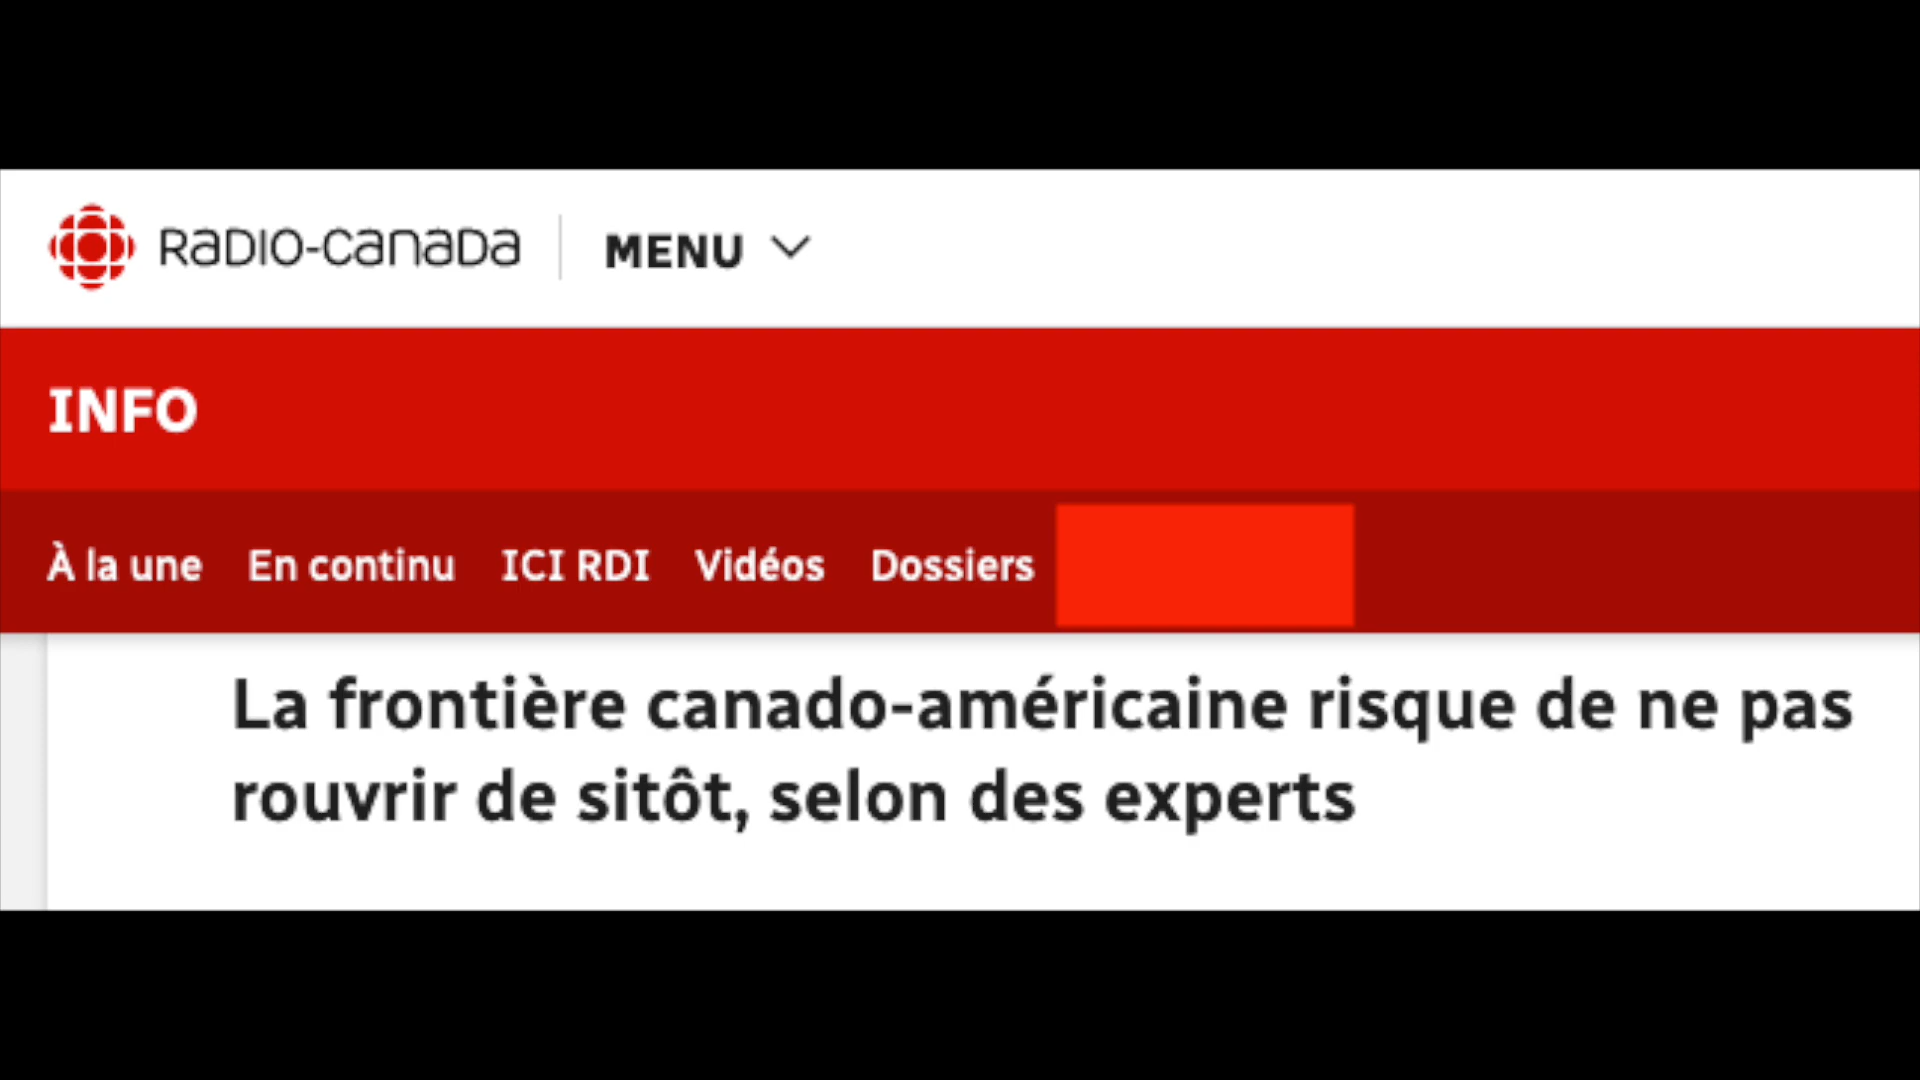 RADIO-CANADA MENU
INFO
À la une En continu ICI RDI Vidéos Dossiers
La frontière canado-américaine risque de ne pas
rouvrir de sitôt, selon des experts